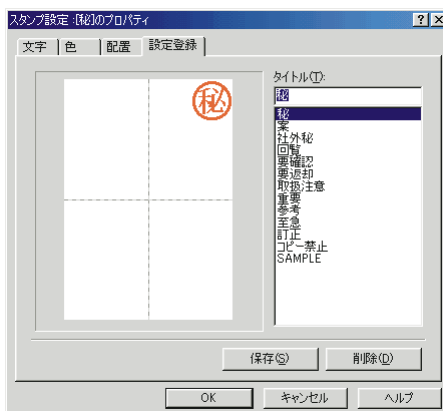 スタンプ設定:[秘]のプロパティ
文字 色 配置 設定登録
秘
タイトル(T):
秘
秘
案
社外秘
回覧
要確認
要返却
取扱注意
重要
参考
至急
訂正
コピー禁止
SAMPLE
保存(S) 削除(D)
OK キャンセル ヘルプ